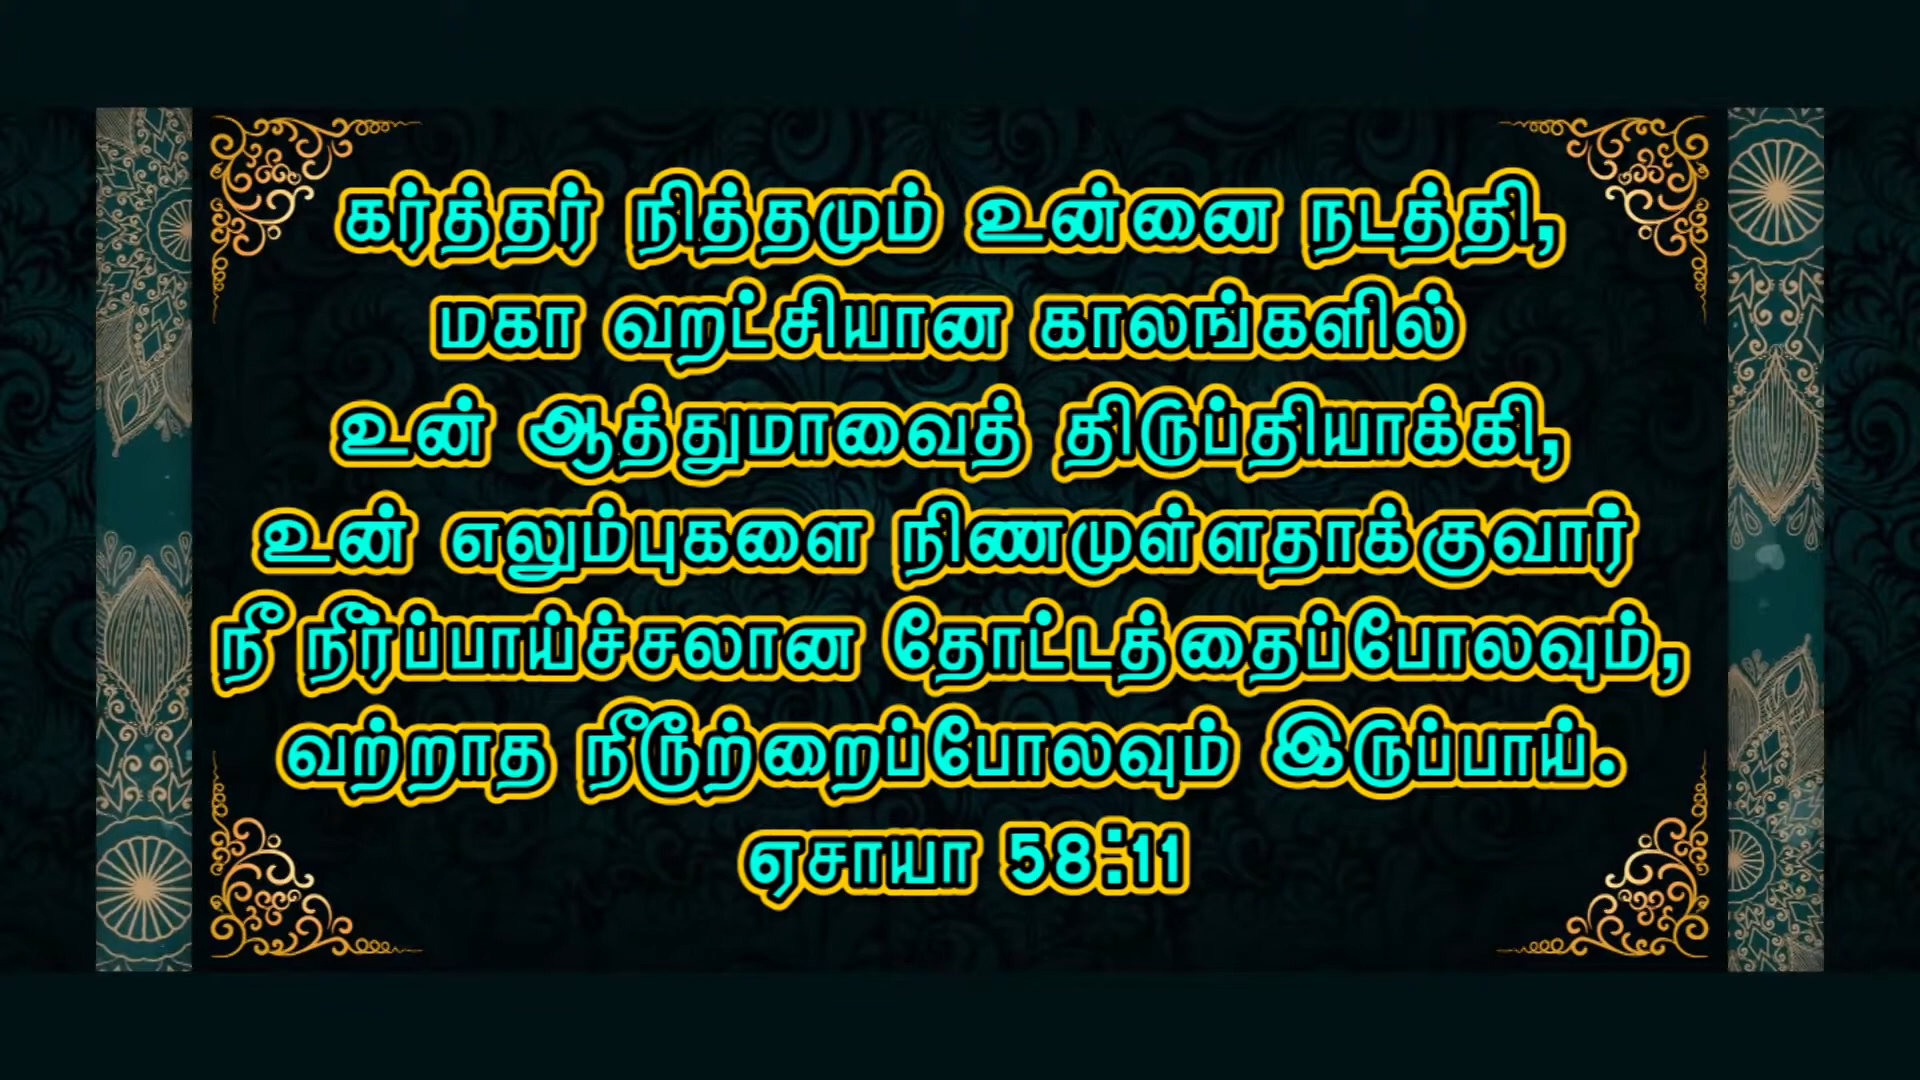 கர்த்தர் நித்தமும் உன்னை நடத்தி,
மகா வறட்சியான காலங்களில்
உன் ஆத்துமாவைத் திருப்தியாக்கி,
உன் எலும்புகளை நிணமுள்ளதாக்குவார்
நீ நீர்ப்பாய்ச்சலான தோட்டத்தைப்போலவும்,
வற்றாத நீரூற்றைப்போலவும் இருப்பாய்.
ஏசாயா 58:11